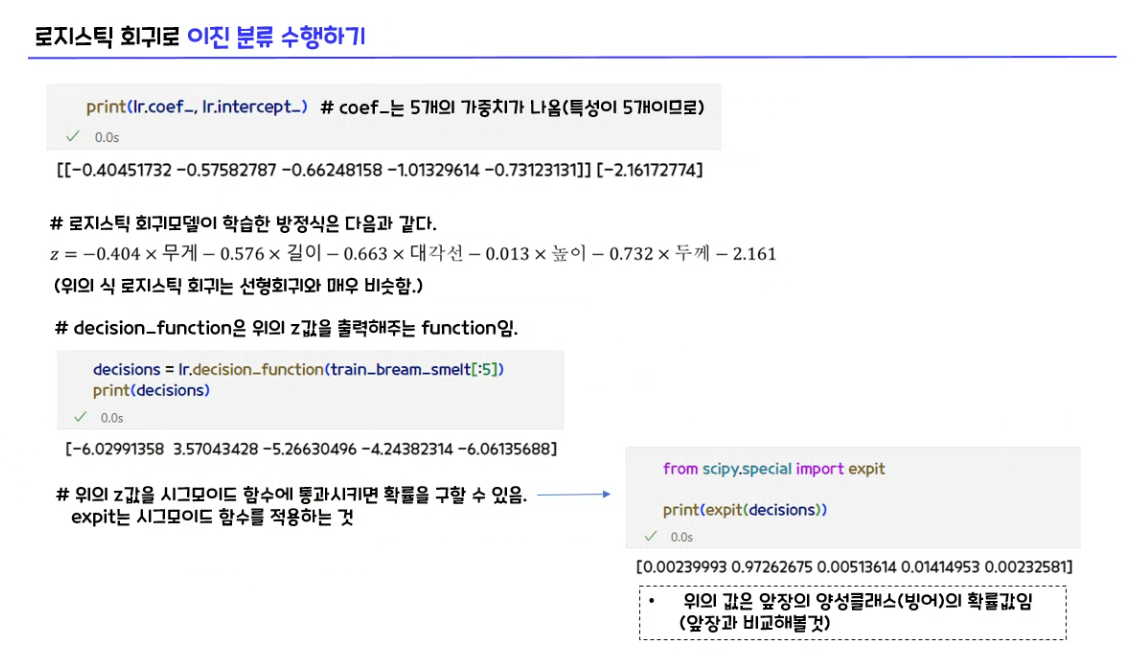 로지스틱 회귀로 이진 분류 수행하기
print(lr.coef_, lr.intercept_) # coef_는 5개의 가중치가 나옴(특성이 5개이므로)
✓ 0.0s
[[-0.40451732 -0.57582787 -0.66248158 -1.01329614 -0.73123131]] [-2.16172774]
# 로지스틱 회귀모델이 학습한 방정식은 다음과 같다.
z = −0.404 × 무게 − 0.576 × 길이 − 0.663 × 대각선 − 0.013 × 높이 − 0.732 × 두께 − 2.161
(위의 식 로지스틱 회귀는 선형회귀와 매우 비슷함.)
# decision_function은 위의 z값을 출력해주는 function임.
decisions = lr.decision_function(train_bream_smelt[:5])
print(decisions)
✓ 0.0s
[-6.02991358 3.57043428 -5.26630496 -4.24382314 -6.06135688]
# 위의 z값을 시그모이드 함수에 통과시키면 확률을 구할 수 있음.
expit는 시그모이드 함수를 적용하는 것
from scipy.special import expit
print(expit(decisions))
✓ 0.0s
[0.00239993 0.97262675 0.00513614 0.01414953 0.00232581]
• 위의 값은 앞장의 양성클래스(빙어)의 확률값임
(앞장과 비교해볼것)